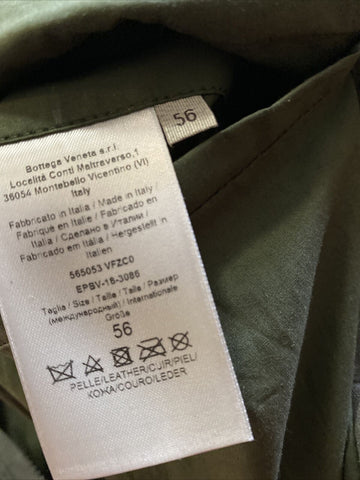 56
Bottega Veneta s.r.l.
Località Conti Maltraverso,1
36054 Montebello Vicentino (VI)
Italy
Fabbricato in Italia / Made in Italy /
Fabriqué en Italie / Fabricado en
Italia / Сделано в Италии /
Fabricado em Itália / Hergestellt in
Italien
565053 VFZC0
EPSV-18-3086
Taglia / Size / Taille / Talla / Размер
(международный) / Internationale
Größe
56
PELLE/LEATHER/CUIR/PIEL/
КОЖА/COURO/LEDER